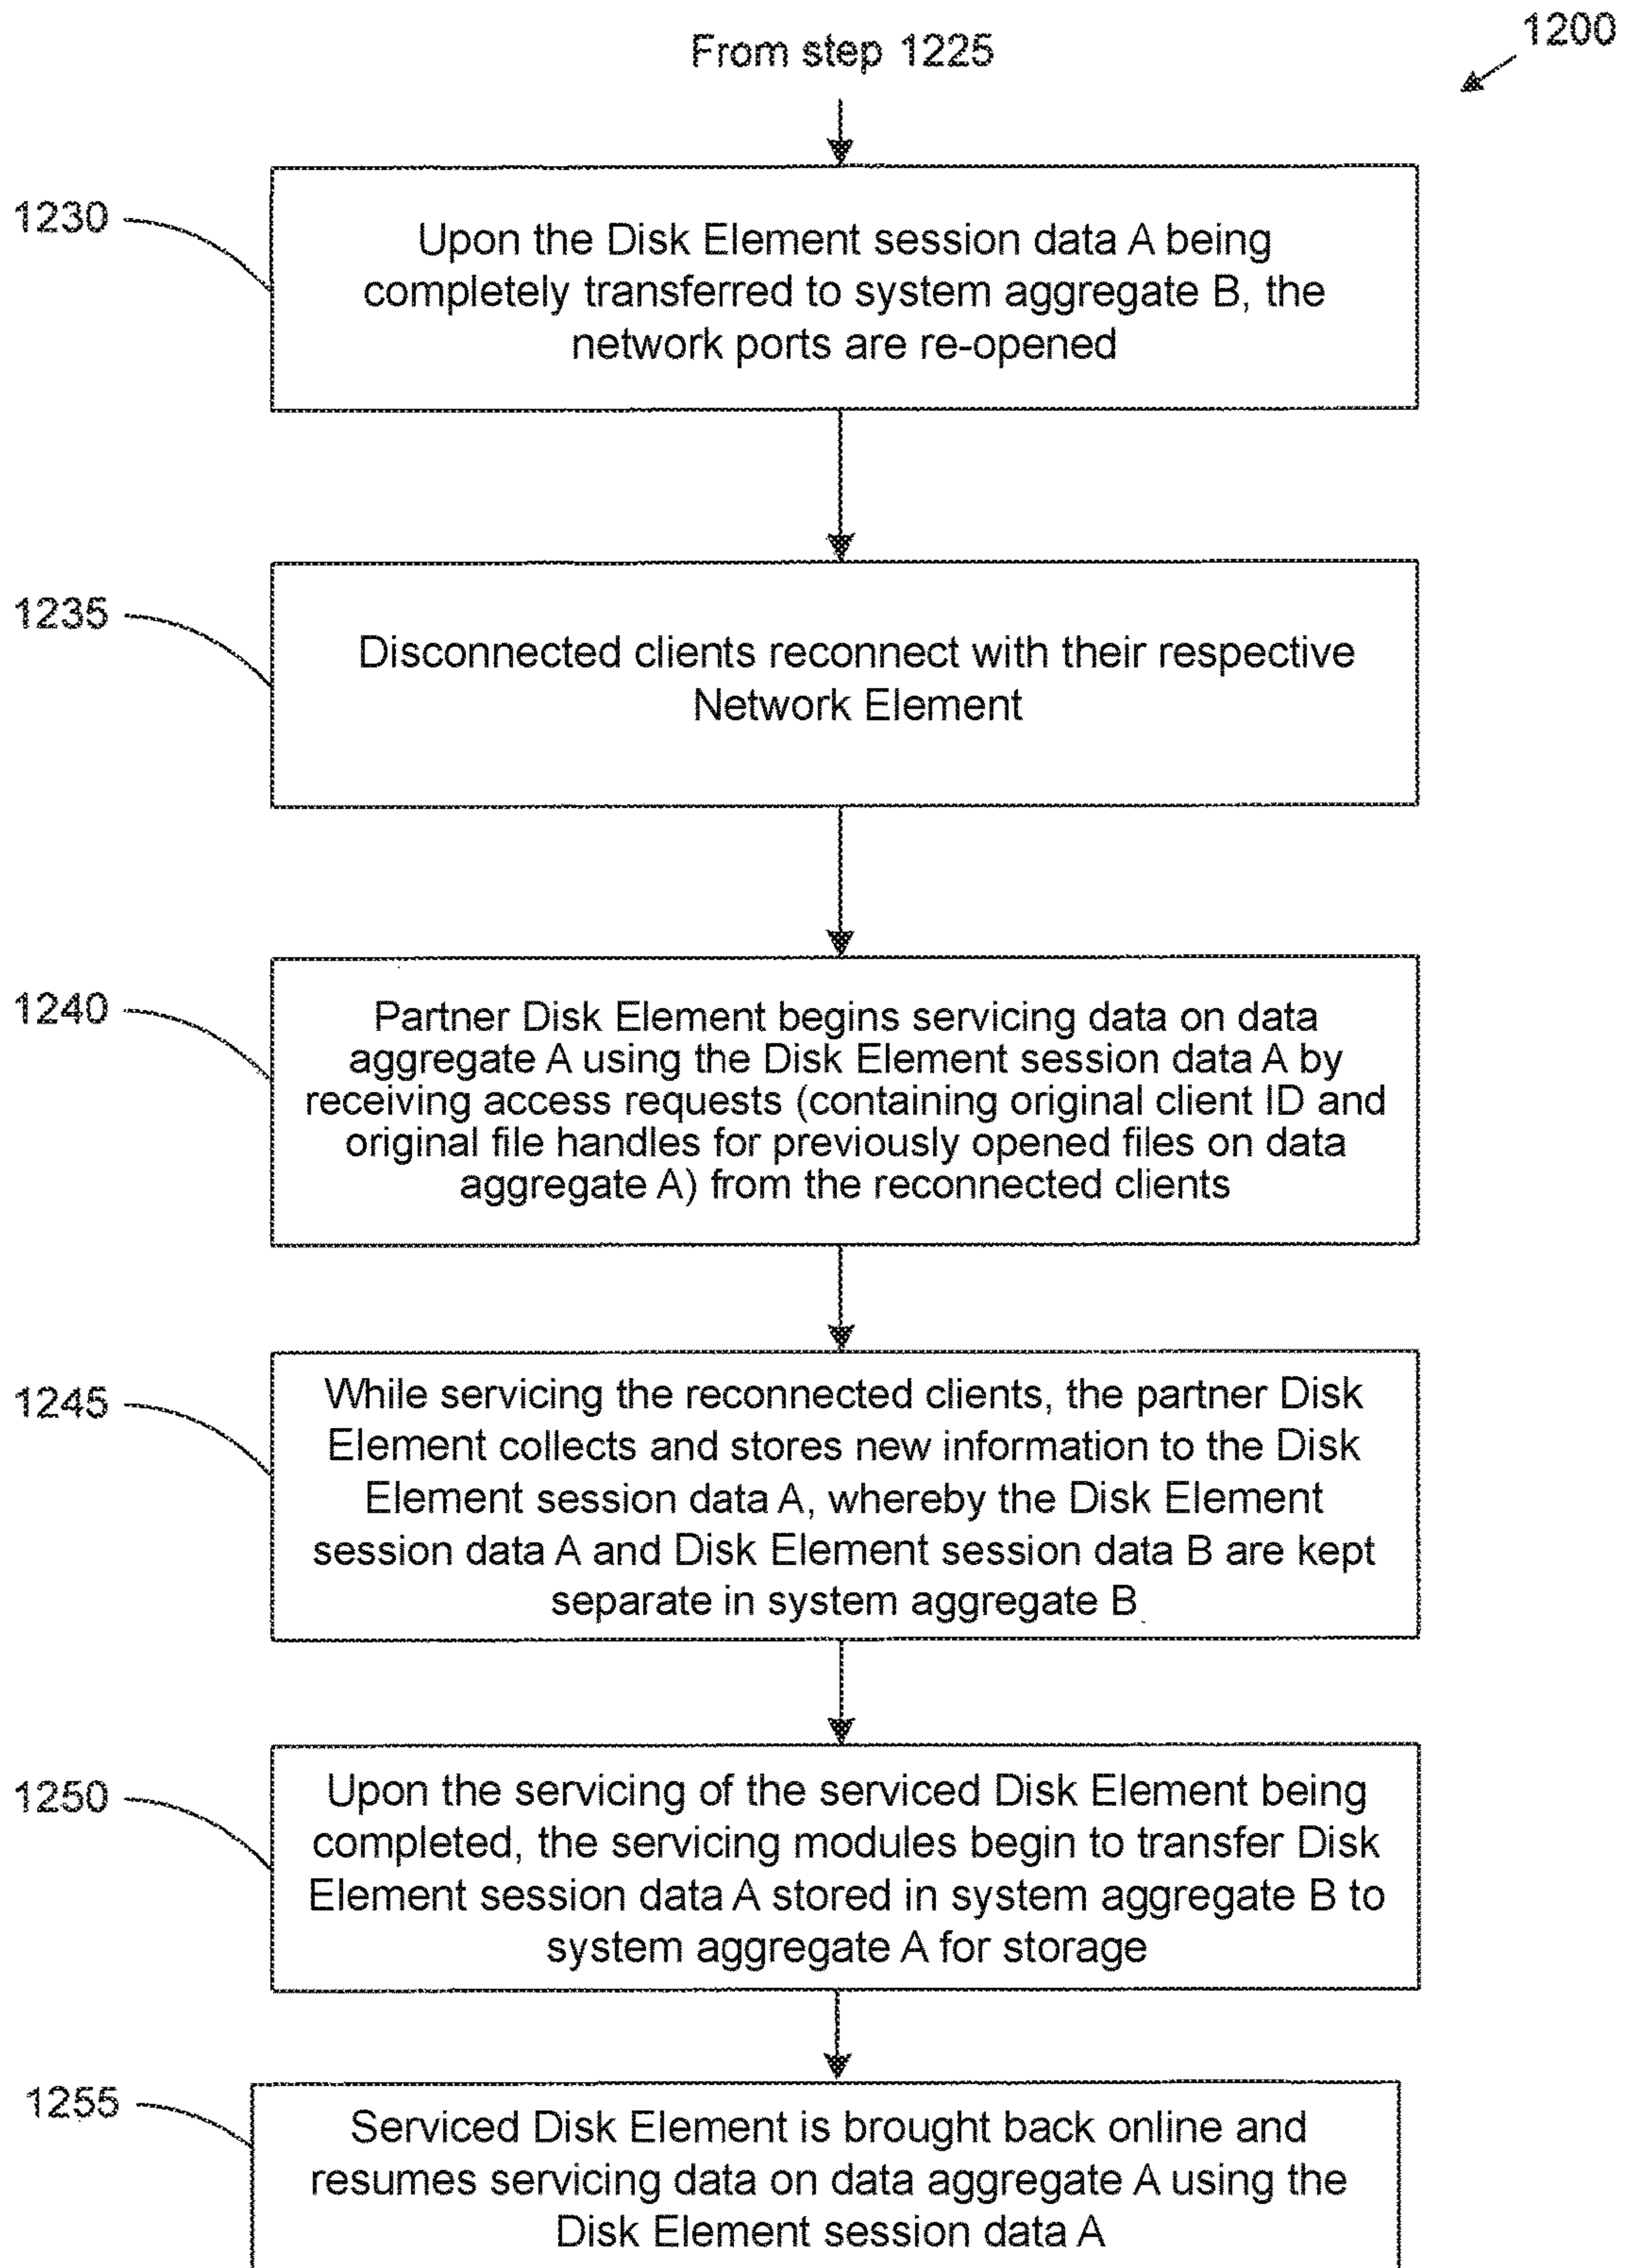 1200
From step 1225
1230
Upon the Disk Element session data A being
completely transferred to system aggregate B, the
network ports are re-opened
1235
Disconnected clients reconnect with their respective
Network Element
1240
Partner Disk Element begins servicing data on data
aggregate A using the Disk Element session data A by
receiving access requests (containing original client ID and
original file handles for previously opened files on data
aggregate A) from the reconnected clients
1245
While servicing the reconnected clients, the partner Disk
Element collects and stores new information to the Disk
Element session data A, whereby the Disk Element
session data A and Disk Element session data B are kept
separate in system aggregate B
1250
Upon the servicing of the serviced Disk Element being
completed, the servicing modules begin to transfer Disk
Element session data A stored in system aggregate B to
system aggregate A for storage
1255
Serviced Disk Element is brought back online and
resumes servicing data on data aggregate A using the
Disk Element session data A